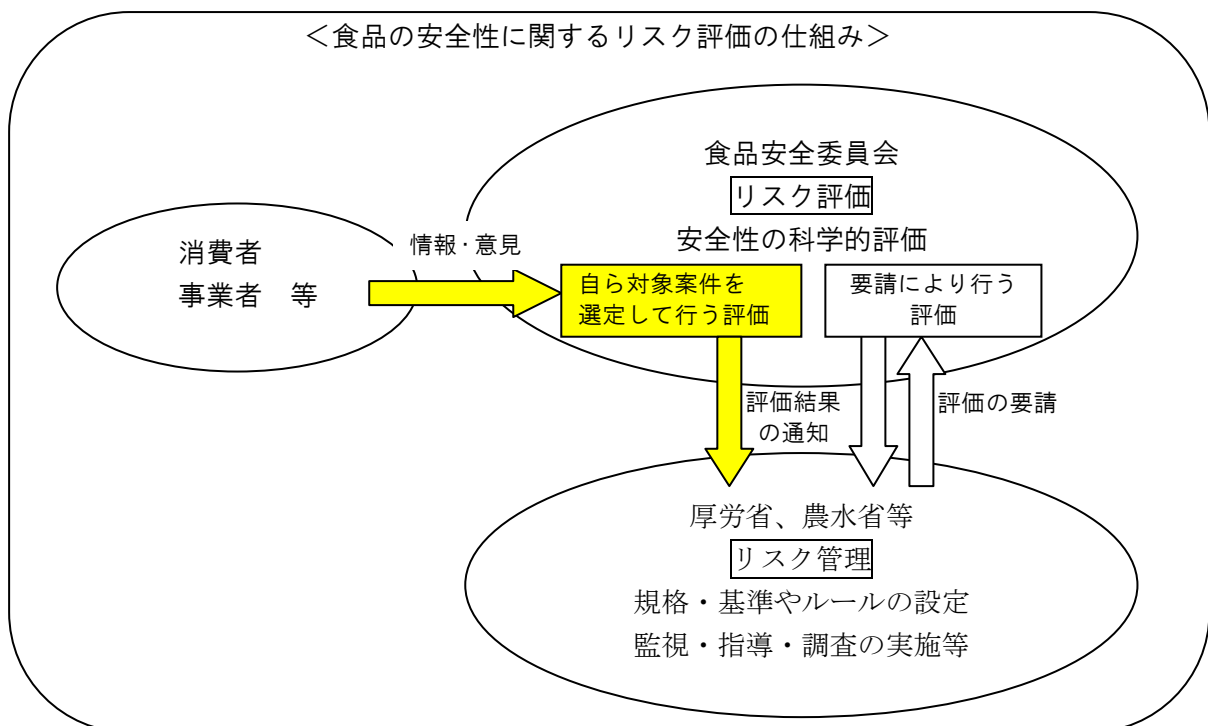 ＜食品の安全性に関するリスク評価の仕組み＞
食品安全委員会
リスク評価
安全性の科学的評価
消費者
事業者　等
情報・意見
自ら対象案件を
選定して行う評価
要請により行う
評価
評価結果
の通知
評価の要請
厚労省、農水省等
リスク管理
規格・基準やルールの設定
監視・指導・調査の実施等